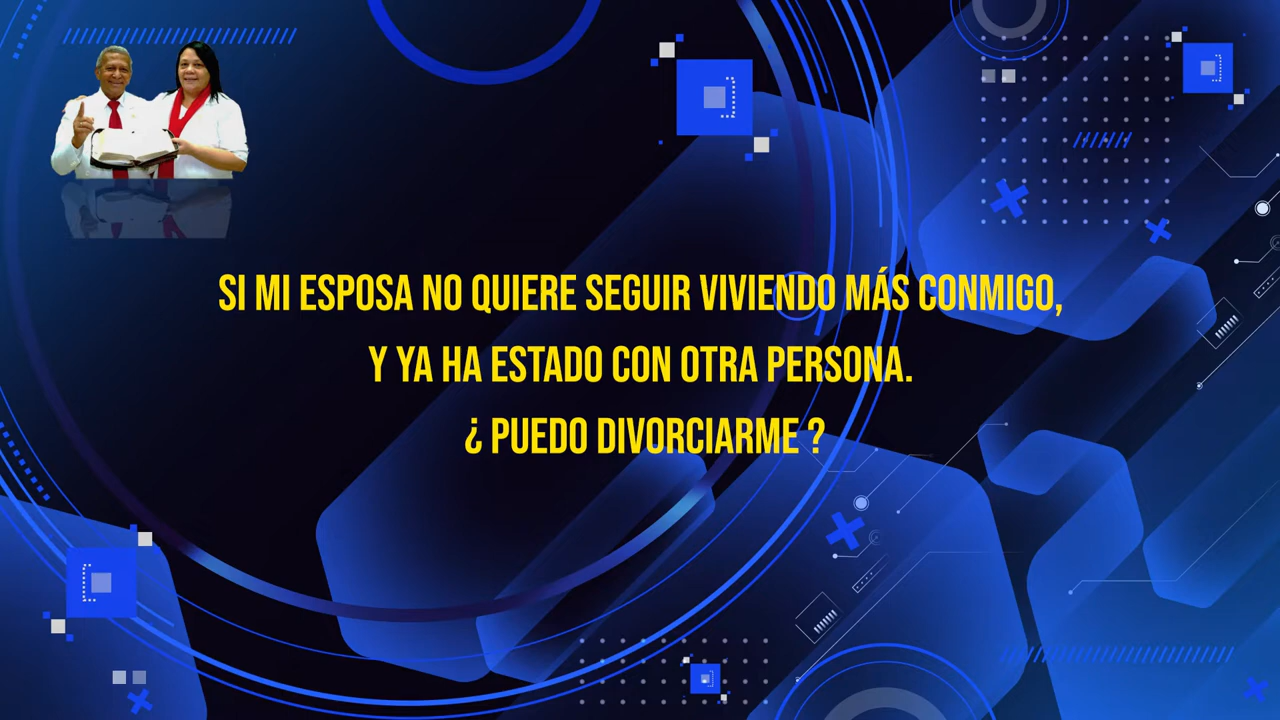 SI MI ESPOSA NO QUIERE SEGUIR VIVIENDO MÁS CONMIGO,
Y YA HA ESTADO CON OTRA PERSONA.
¿ PUEDO DIVORCIARME ?